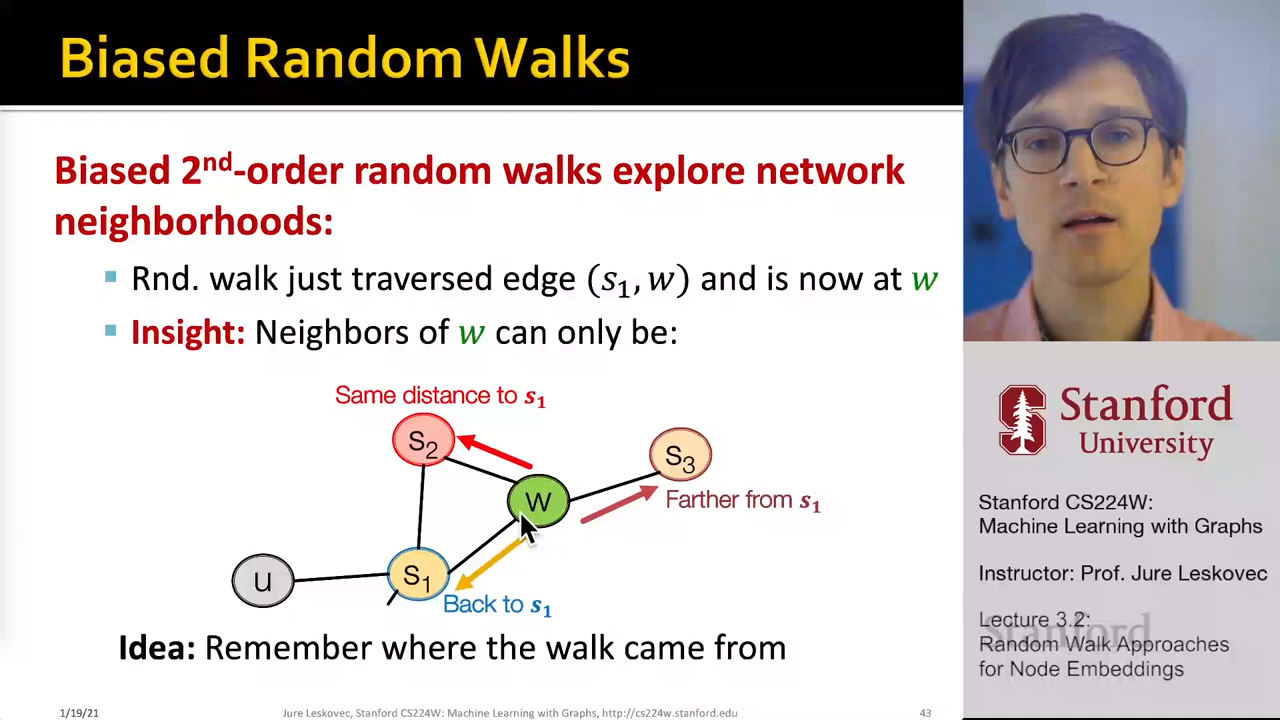 Biased Random Walks
Biased 2nd-order random walks explore network
neighborhoods:
Rnd. walk just traversed edge (s1, w) and is now at w
Insight: Neighbors of w can only be:
Same distance to s1
s2
s3
w
Farther from s1
u
s1
Back to s1
Idea: Remember where the walk came from
1/19/21
Jure Leskovec, Stanford CS224W: Machine Learning with Graphs, http://cs224w.stanford.edu
43
Stanford
University
Stanford CS224W:
Machine Learning with Graphs
Instructor: Prof. Jure Leskovec
Lecture 3.2:
Stanford
Random Walk Approaches
for Node Embeddings